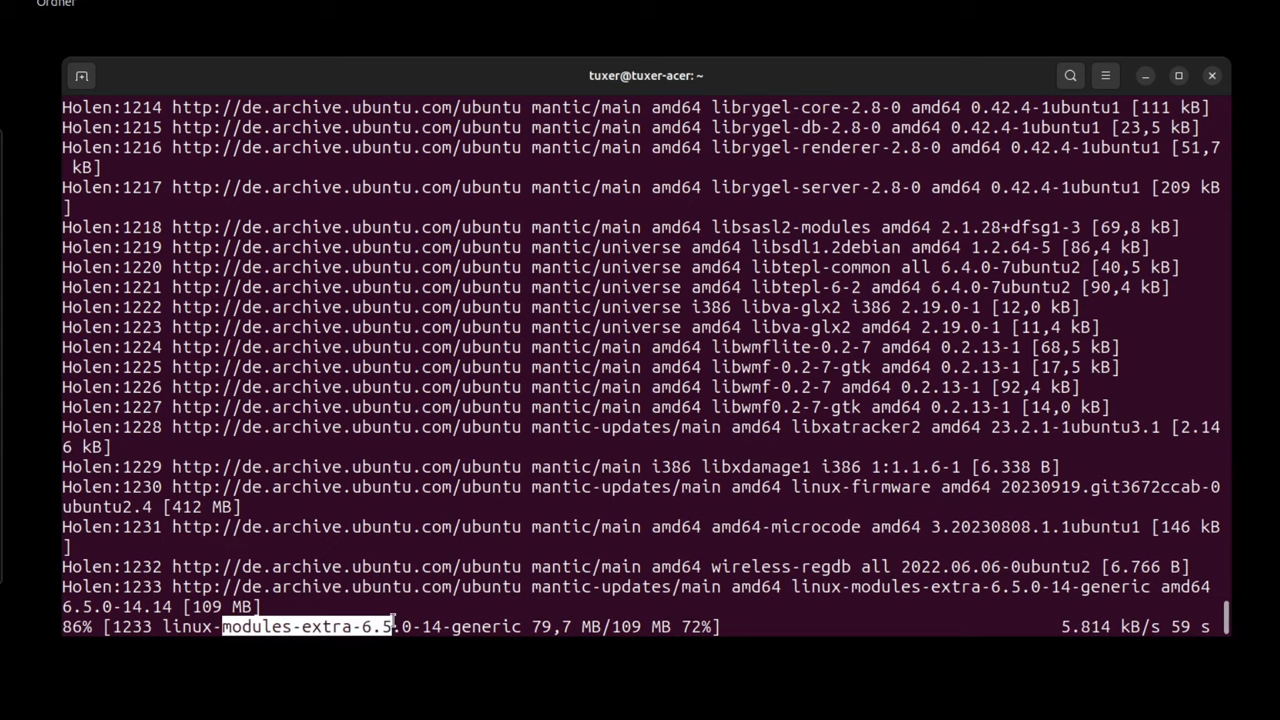 Ordner
tuxer@tuxer-acer: ~
Holen:1214 http://de.archive.ubuntu.com/ubuntu mantic/main amd64 librygel-core-2.8-0 amd64 0.42.4-1ubuntu1 [111 kB]
Holen:1215 http://de.archive.ubuntu.com/ubuntu mantic/main amd64 librygel-db-2.8-0 amd64 0.42.4-1ubuntu1 [23,5 kB]
Holen:1216 http://de.archive.ubuntu.com/ubuntu mantic/main amd64 librygel-renderer-2.8-0 amd64 0.42.4-1ubuntu1 [51,7
kB]
Holen:1217 http://de.archive.ubuntu.com/ubuntu mantic/main amd64 librygel-server-2.8-0 amd64 0.42.4-1ubuntu1 [209 kB
]
Holen:1218 http://de.archive.ubuntu.com/ubuntu mantic/main amd64 libsasl2-modules amd64 2.1.28+dfsg1-3 [69,8 kB]
Holen:1219 http://de.archive.ubuntu.com/ubuntu mantic/universe amd64 libsdl1.2debian amd64 1.2.64-5 [86,4 kB]
Holen:1220 http://de.archive.ubuntu.com/ubuntu mantic/universe amd64 libtepl-common all 6.4.0-7ubuntu2 [40,5 kB]
Holen:1221 http://de.archive.ubuntu.com/ubuntu mantic/universe amd64 libtepl-6-2 amd64 6.4.0-7ubuntu2 [90,4 kB]
Holen:1222 http://de.archive.ubuntu.com/ubuntu mantic/universe i386 libva-glx2 i386 2.19.0-1 [12,0 kB]
Holen:1223 http://de.archive.ubuntu.com/ubuntu mantic/universe amd64 libva-glx2 amd64 2.19.0-1 [11,4 kB]
Holen:1224 http://de.archive.ubuntu.com/ubuntu mantic/main amd64 libwmflite-0.2-7 amd64 0.2.13-1 [68,5 kB]
Holen:1225 http://de.archive.ubuntu.com/ubuntu mantic/main amd64 libwmf-0.2-7-gtk amd64 0.2.13-1 [17,5 kB]
Holen:1226 http://de.archive.ubuntu.com/ubuntu mantic/main amd64 libwmf-0.2-7 amd64 0.2.13-1 [92,4 kB]
Holen:1227 http://de.archive.ubuntu.com/ubuntu mantic/main amd64 libwmf0.2-7-gtk amd64 0.2.13-1 [14,0 kB]
Holen:1228 http://de.archive.ubuntu.com/ubuntu mantic-updates/main amd64 libxatracker2 amd64 23.2.1-1ubuntu3.1 [2.14
6 kB]
Holen:1229 http://de.archive.ubuntu.com/ubuntu mantic/main i386 libxdamage1 i386 1:1.1.6-1 [6.338 B]
Holen:1230 http://de.archive.ubuntu.com/ubuntu mantic-updates/main amd64 linux-firmware amd64 20230919.git3672ccab-0
ubuntu2.4 [412 MB]
Holen:1231 http://de.archive.ubuntu.com/ubuntu mantic/main amd64 amd64-microcode amd64 3.20230808.1.1ubuntu1 [146 kB
]
Holen:1232 http://de.archive.ubuntu.com/ubuntu mantic/main amd64 wireless-regdb all 2022.06.06-0ubuntu2 [6.766 B]
Holen:1233 http://de.archive.ubuntu.com/ubuntu mantic-updates/main amd64 linux-modules-extra-6.5.0-14-generic amd64
6.5.0-14.14 [109 MB]
86% [1233 linux-modules-extra-6.5.0-14-generic 79,7 MB/109 MB 72%] 5.814 kB/s 59 s